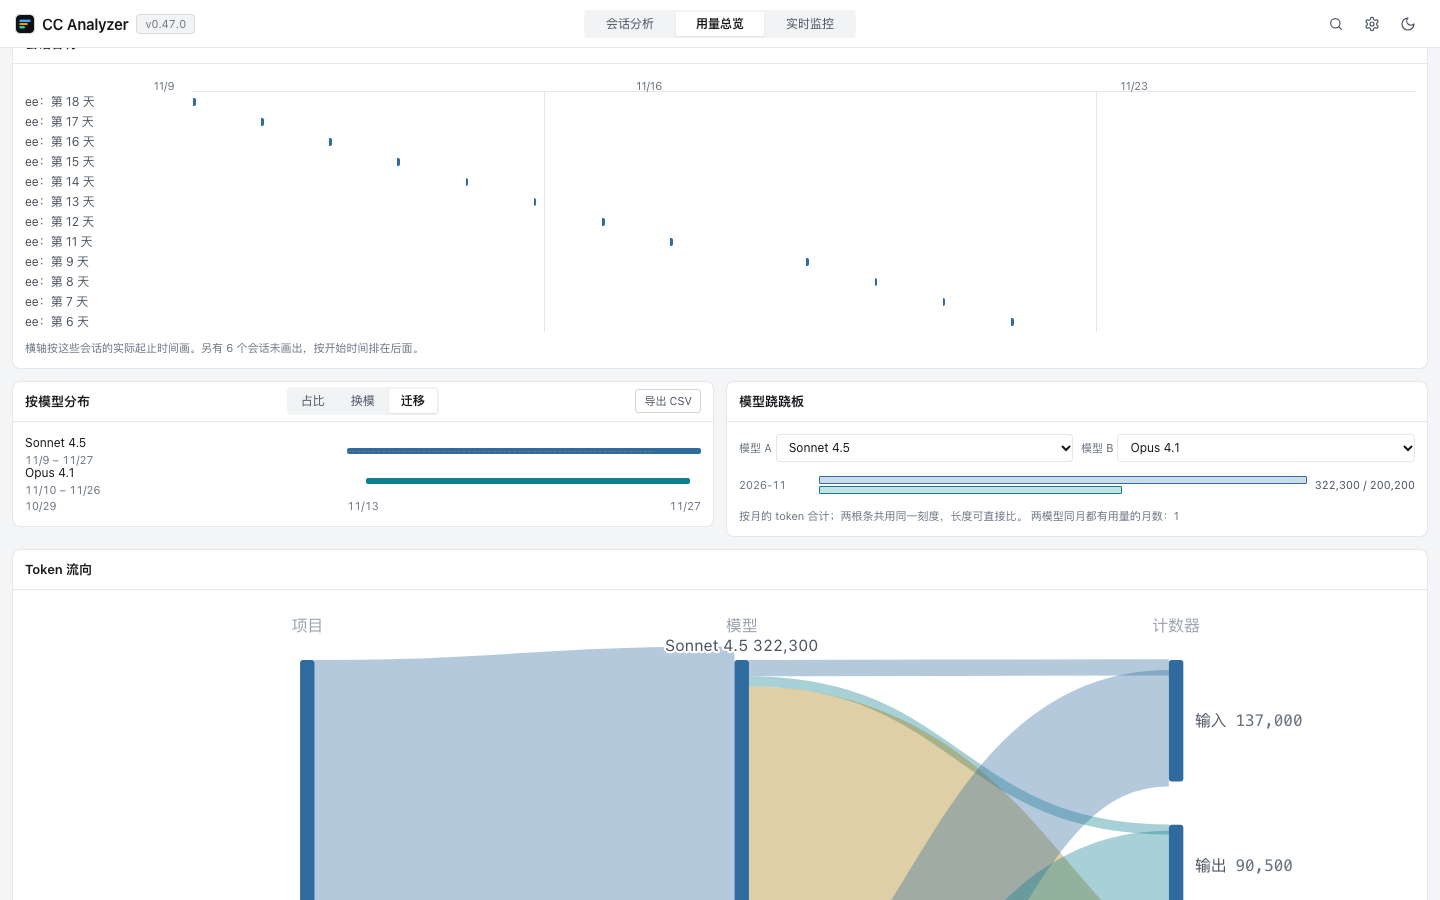 CC Analyzer v0.47.0 会话分析 用量总览 实时监控
11/9 11/16 11/23
ee：第 18 天
ee：第 17 天
ee：第 16 天
ee：第 15 天
ee：第 14 天
ee：第 13 天
ee：第 12 天
ee：第 11 天
ee：第 9 天
ee：第 8 天
ee：第 7 天
ee：第 6 天
横轴按这些会话的实际起止时间画。另有 6 个会话未画出，按开始时间排在后面。
按模型分布 占比 换模 迁移 导出 CSV
Sonnet 4.5
11/9 – 11/27
Opus 4.1
11/10 – 11/26
10/29 11/13 11/27
模型跷跷板
模型 A Sonnet 4.5 模型 B Opus 4.1
2026-11 322,300 / 200,200
按月的 token 合计；两根条共用同一刻度，长度可直接比。 两模型同月都有用量的月数：1
Token 流向
项目 模型 计数器
Sonnet 4.5 322,300
输入 137,000
输出 90,500